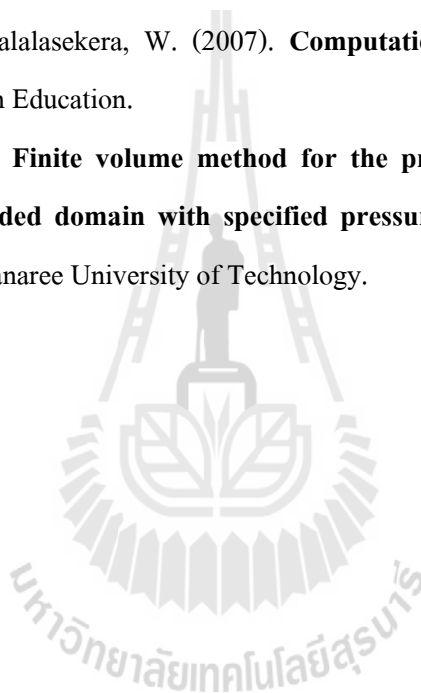 alalasekera, W. (2007). Computati
n Education.
Finite volume method for the pr
ded domain with specified pressur
anaree University of Technology.
มหาวิทยาลัยเทคโนโลยีสุรนารี